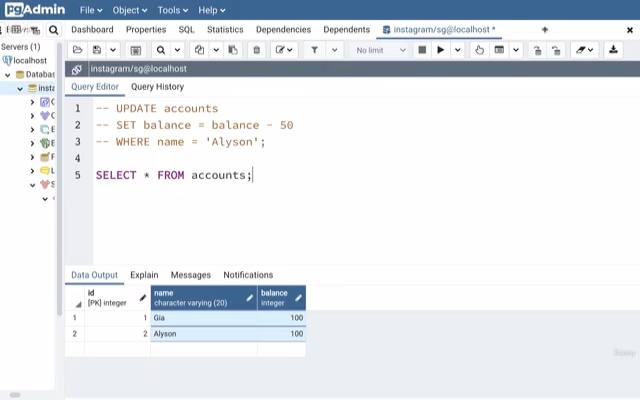 pgAdmin File Object Tools Help
Dashboard Properties SQL Statistics Dependencies Dependents instagram/sg@localhost *
Servers (1)
localhost
Databas
insta
No limit
instagram/sg@localhost
Query Editor Query History
1 -- UPDATE accounts
2 -- SET balance = balance - 50
3 -- WHERE name = 'Alyson';
4
5 SELECT * FROM accounts;
Data Output Explain Messages Notifications
id name balance
[PK] integer character varying (20) integer
1 1 Gia 100
2 2 Alyson 100